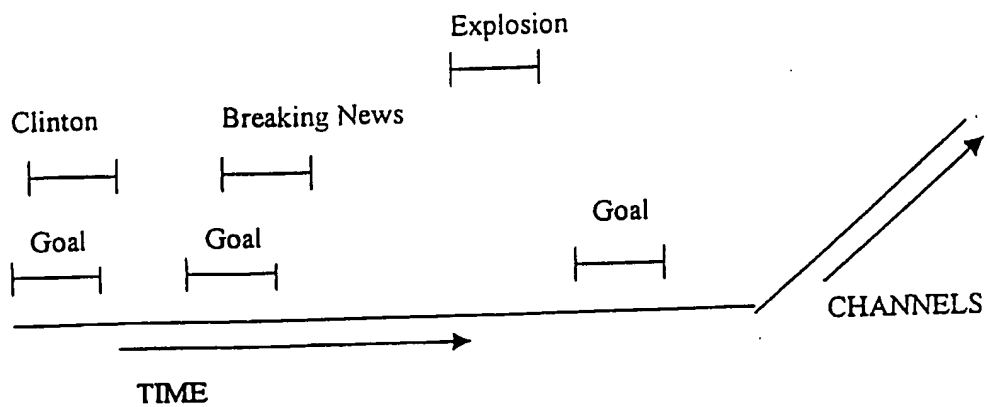 Explosion
Clinton
Breaking News
Goal
Goal
Goal
CHANNELS
TIME